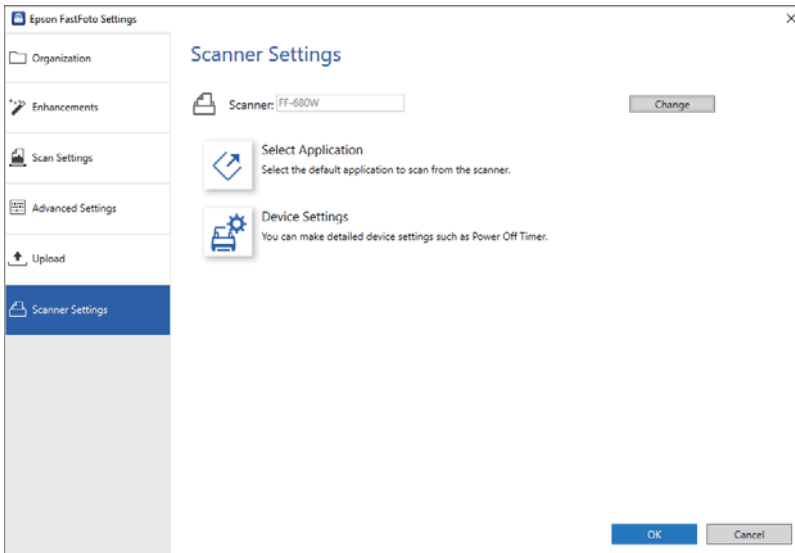 Epson FastFoto Settings
Organization
Enhancements
Scan Settings
Advanced Settings
Upload
Scanner Settings
Scanner Settings
Scanner: FF-680W
Change
Select Application
Select the default application to scan from the scanner.
Device Settings
You can make detailed device settings such as Power Off Timer.
OK
Cancel